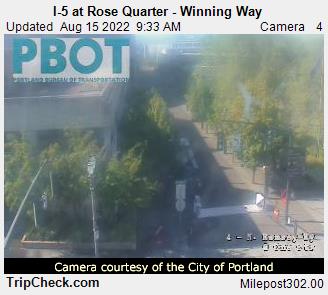 I-5 at Rose Quarter - Winning Way
Updated Aug 15 2022 9:33 AM Camera 4
PBOT
PORTLAND BUREAU OF TRANSPORTATION
Camera courtesy of the City of Portland
TripCheck.com Milepost302.00